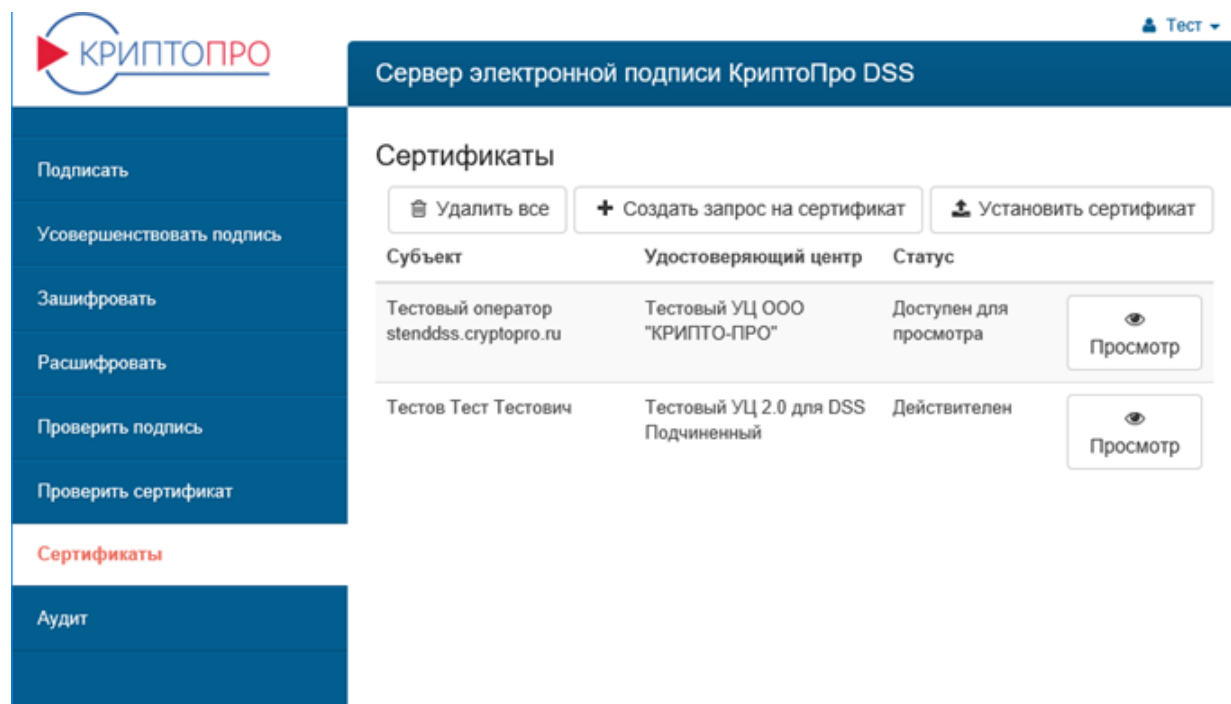 КРИПТОПРО
Тест
Сервер электронной подписи КриптоПро DSS
Подписать
Усовершенствовать подпись
Зашифровать
Расшифровать
Проверить подпись
Проверить сертификат
Сертификаты
Аудит
Сертификаты
Удалить все
Создать запрос на сертификат
Установить сертификат
Субъект Удостоверяющий центр Статус
Тестовый оператор
stenddss.cryptopro.ru
Тестовый УЦ ООО
"КРИПТО-ПРО"
Доступен для
просмотра
Просмотр
Тестов Тест Тестович
Тестовый УЦ 2.0 для DSS
Подчиненный
Действителен
Просмотр